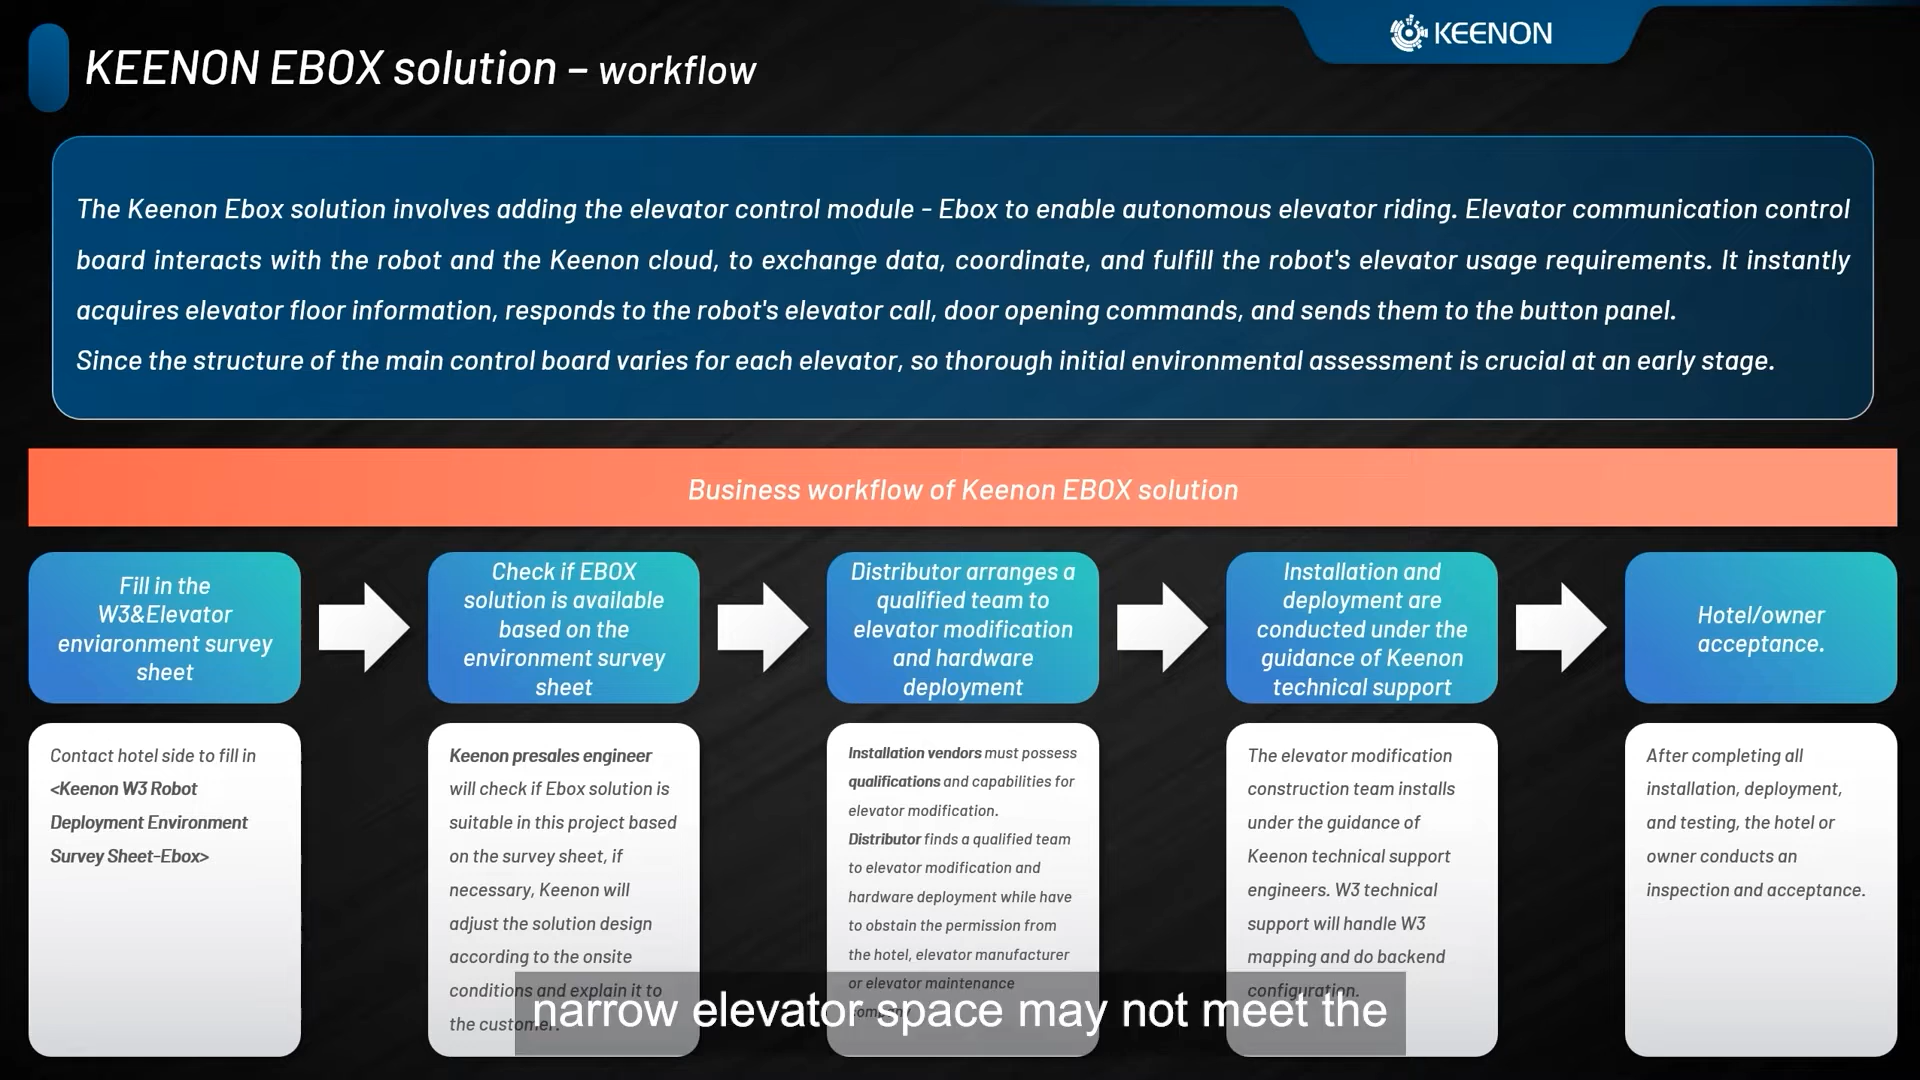 KEENON
KEENON EBOX solution – workflow
The Keenon Ebox solution involves adding the elevator control module - Ebox to enable autonomous elevator riding. Elevator communication control
board interacts with the robot and the Keenon cloud, to exchange data, coordinate, and fulfill the robot's elevator usage requirements. It instantly
acquires elevator floor information, responds to the robot's elevator call, door opening commands, and sends them to the button panel.
Since the structure of the main control board varies for each elevator, so thorough initial environmental assessment is crucial at an early stage.
Business workflow of Keenon EBOX solution
Fill in the
W3&Elevator
enviaronment survey
sheet
Check if EBOX
solution is available
based on the
environment survey
sheet
Distributor arranges a
qualified team to
elevator modification
and hardware
deployment
Installation and
deployment are
conducted under the
guidance of Keenon
technical support
Hotel/owner
acceptance.
Contact hotel side to fill in
<Keenon W3 Robot
Deployment Environment
Survey Sheet-Ebox>
Keenon presales engineer
will check if Ebox solution is
suitable in this project based
on the survey sheet, if
necessary, Keenon will
adjust the solution design
according to the onsite
conditions and explain it to
the customer.
Installation vendors must possess
qualifications and capabilities for
elevator modification.
Distributor finds a qualified team
to elevator modification and
hardware deployment while have
to obstain the permission from
the hotel, elevator manufacturer
or elevator maintenance
The elevator modification
construction team installs
under the guidance of
Keenon technical support
engineers. W3 technical
support will handle W3
mapping and do backend
configuration.
After completing all
installation, deployment,
and testing, the hotel or
owner conducts an
inspection and acceptance.
narrow elevator space may not meet the